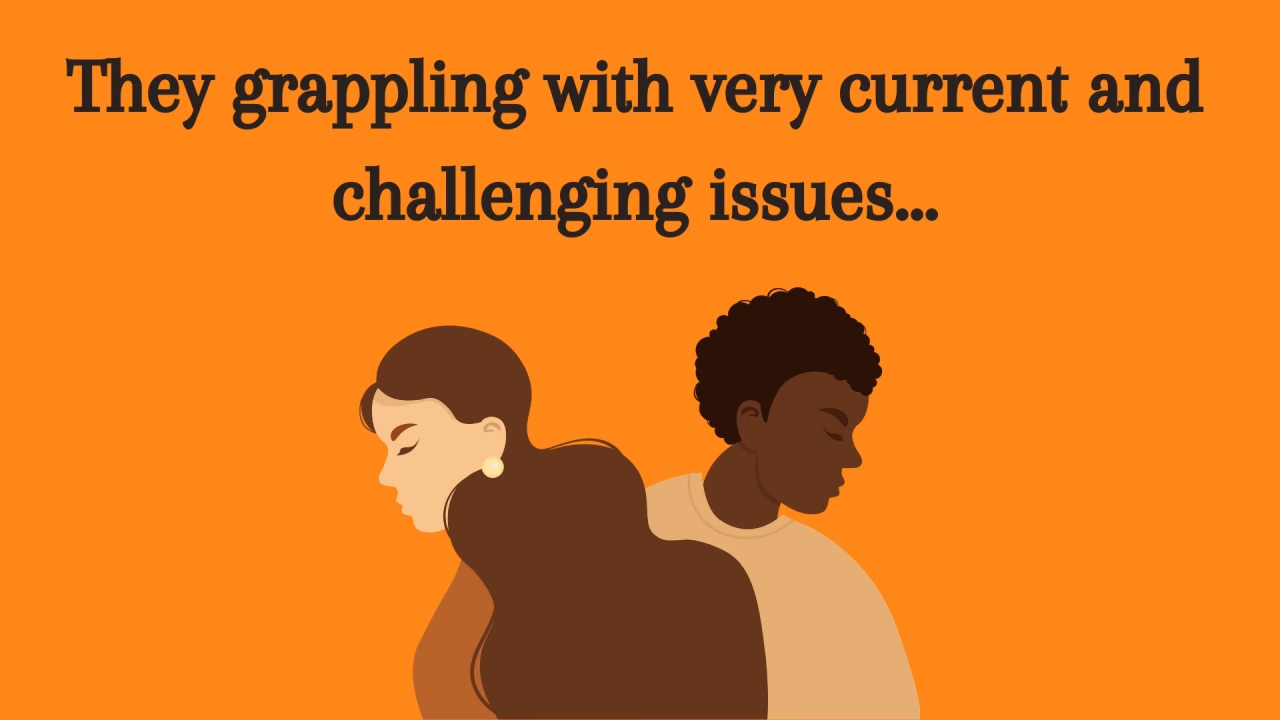 They grappling with very current and
challenging issues...